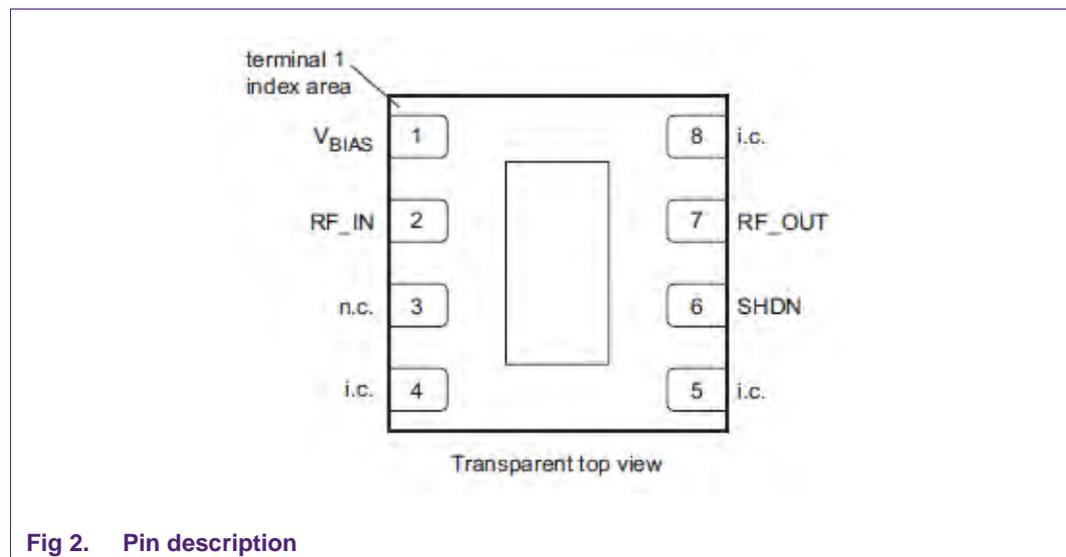 terminal 1
index area
VBIAS 1 8 i.c.
RF_IN 2 7 RF_OUT
n.c. 3 6 SHDN
i.c. 4 5 i.c.
Transparent top view
Fig 2. Pin description